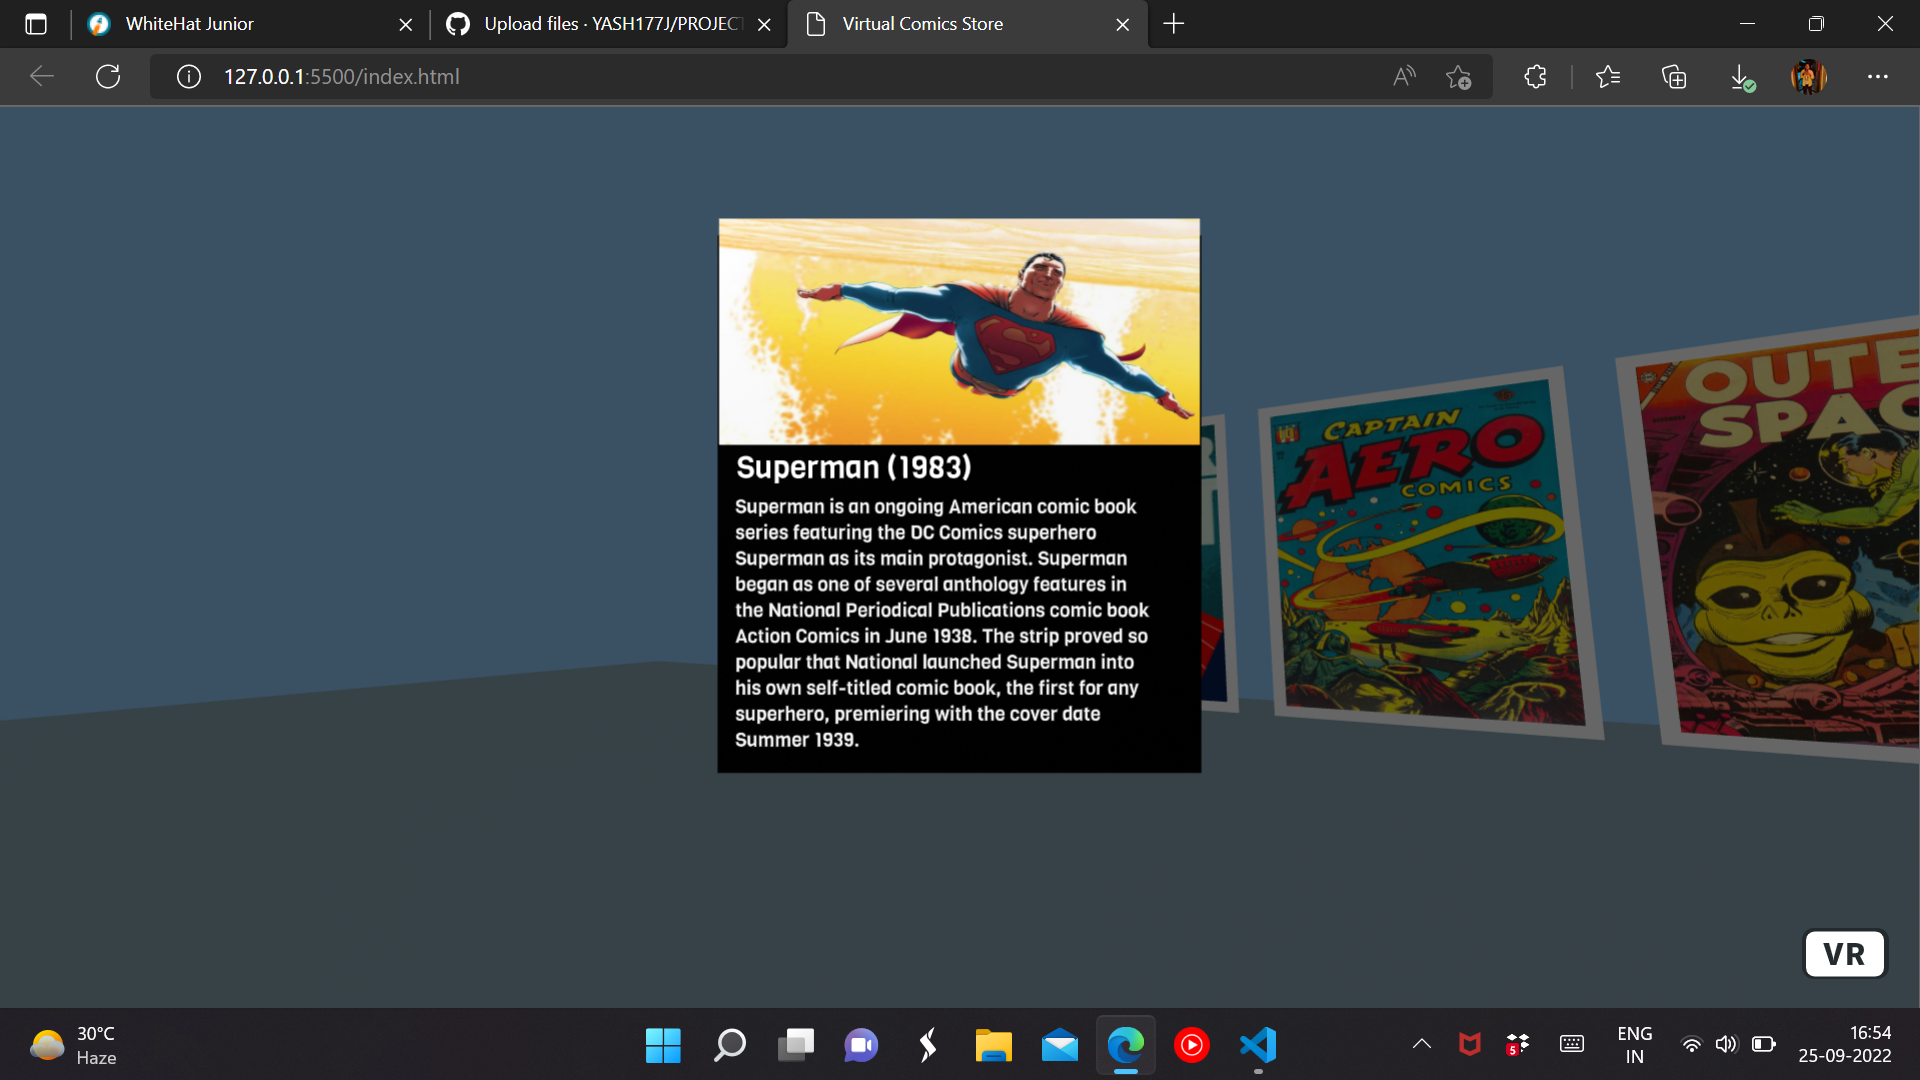 WhiteHat Junior
Upload files · YASH177J/PROJECT
Virtual Comics Store
127.0.0.1:5500/index.html
Superman (1983)
Superman is an ongoing American comic book
series featuring the DC Comics superhero
Superman as its main protagonist. Superman
began as one of several anthology features in
the National Periodical Publications comic book
Action Comics in June 1938. The strip proved so
popular that National launched Superman into
his own self-titled comic book, the first for any
superhero, premiering with the cover date
Summer 1939.
CAPTAIN
AERO
COMICS
OUTE
SPAC
VR
30°C
Haze
5
ENG
IN
16:54
25-09-2022